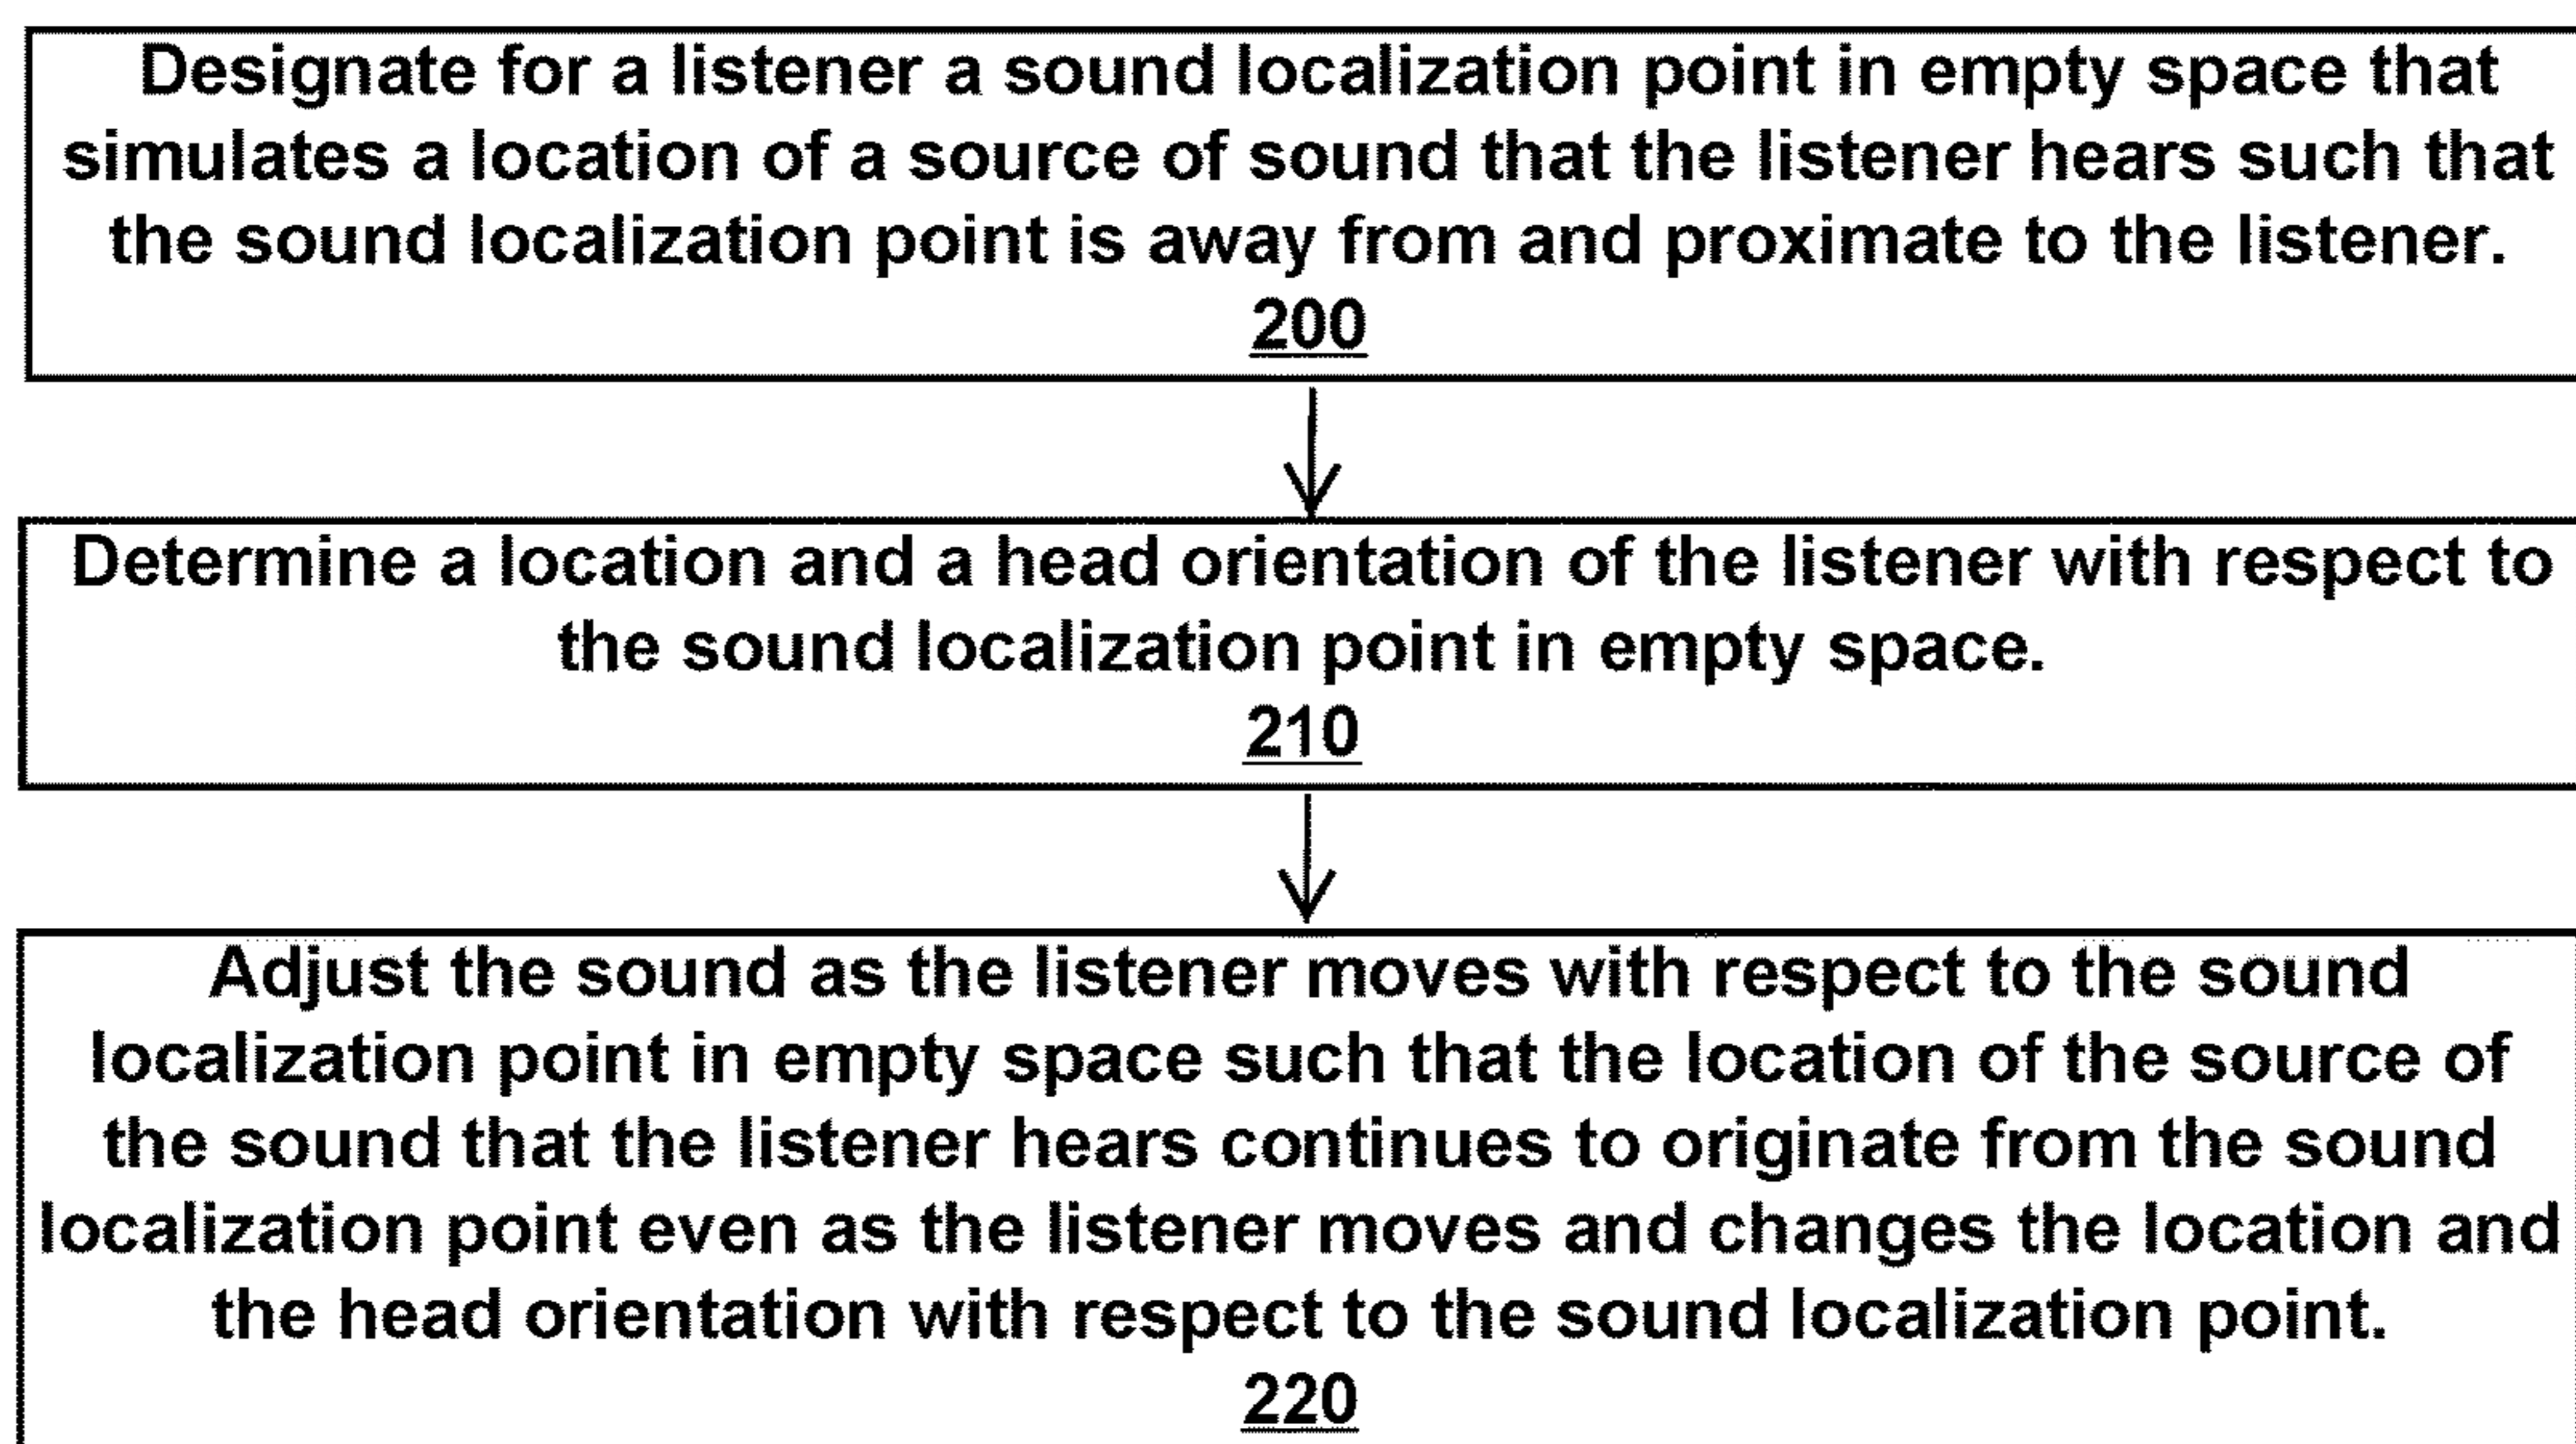 Designate for a listener a sound localization point in empty space that
simulates a location of a source of sound that the listener hears such that
the sound localization point is away from and proximate to the listener.
200
Determine a location and a head orientation of the listener with respect to
the sound localization point in empty space.
210
Adjust the sound as the listener moves with respect to the sound
localization point in empty space such that the location of the source of
the sound that the listener hears continues to originate from the sound
localization point even as the listener moves and changes the location and
the head orientation with respect to the sound localization point.
220